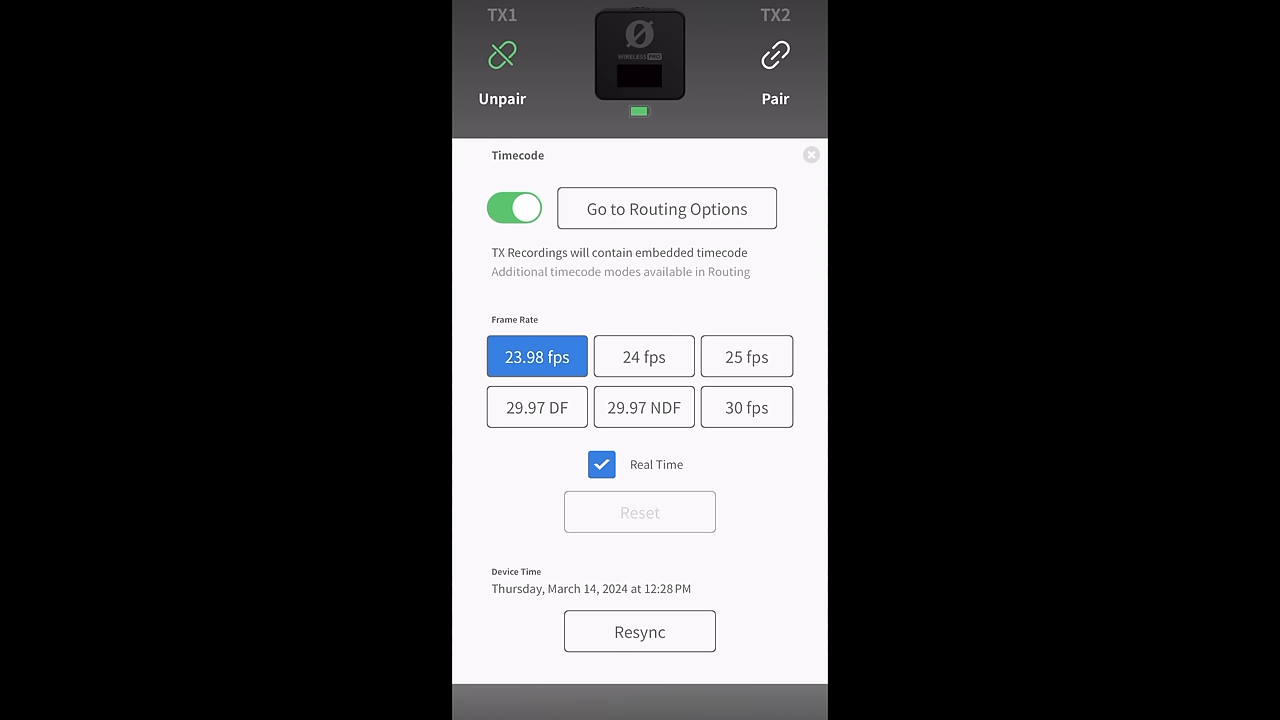 TX1
TX2
WIRELESS PRO
Unpair
Pair
Timecode
Go to Routing Options
TX Recordings will contain embedded timecode
Additional timecode modes available in Routing
Frame Rate
23.98 fps
24 fps
25 fps
29.97 DF
29.97 NDF
30 fps
Real Time
Reset
Device Time
Thursday, March 14, 2024 at 12:28 PM
Resync